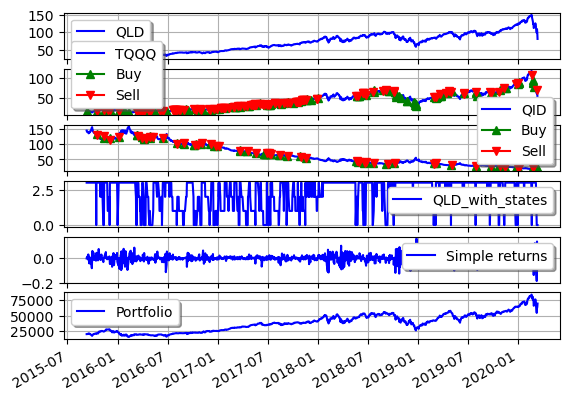 150
100
50
QLD
TQQQ
Buy
Sell
100
50
QID
Buy
Sell
150
100
50
2.5
0.0
QLD_with_states
0.0
−0.2
Simple returns
75000
50000
25000
Portfolio
2015-07
2016-01
2016-07
2017-01
2017-07
2018-01
2018-07
2019-01
2019-07
2020-01